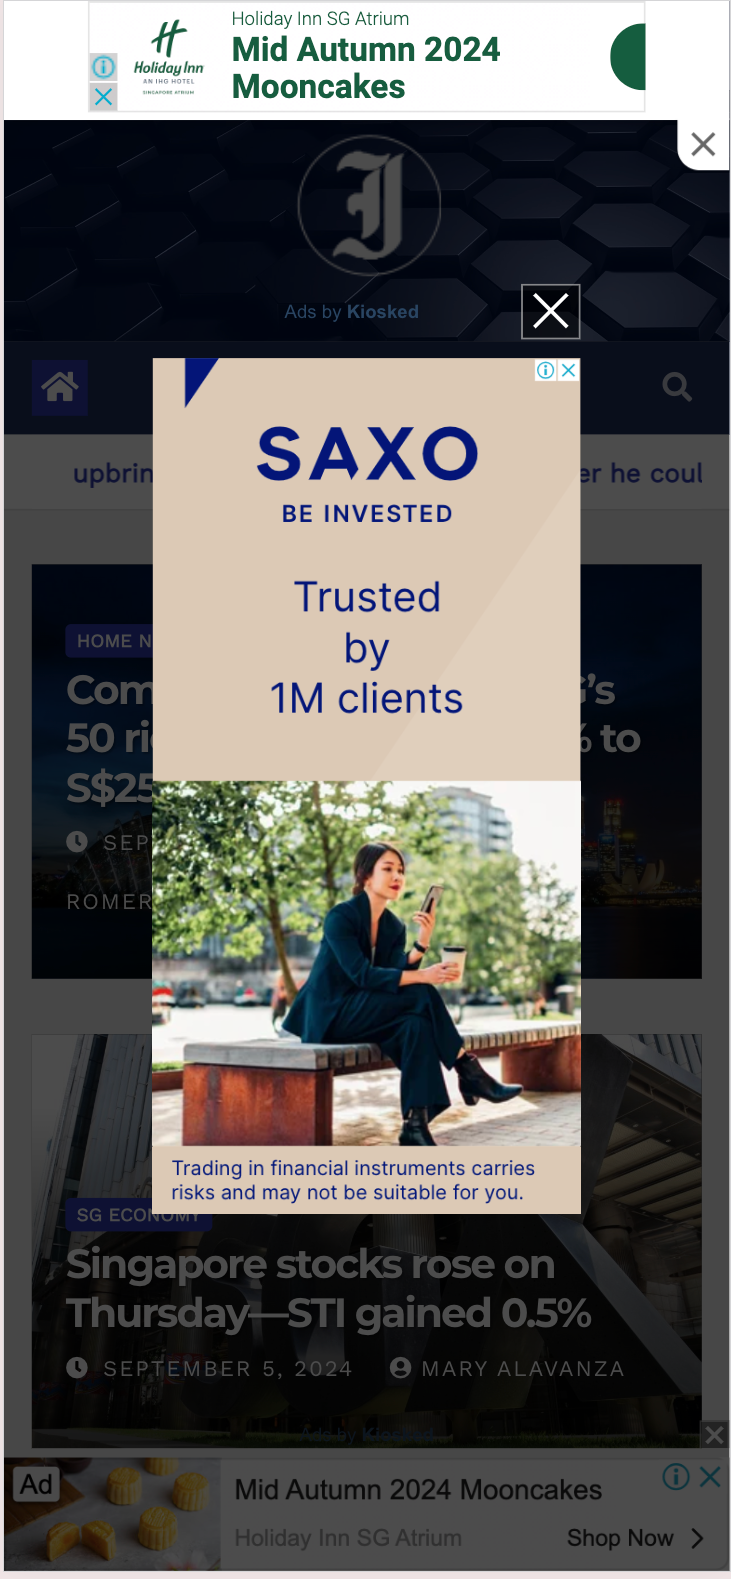 Holiday Inn SG Atrium
Mid Autumn 2024
Mooncakes
Holiday Inn
AN IHG HOTEL
SINGAPORE ATRIUM
Ads by Kiosked
SAXO
BE INVESTED
upbrin
er he coul
Trusted
by
1M clients
HOME N
Com
G's
50 ri
% to
S$25
SEP
ROMER
Trading in financial instruments carries
risks and may not be suitable for you.
SG ECONOMY
Singapore stocks rose on
Thursday—STI gained 0.5%
SEPTEMBER 5, 2024 MARY ALAVANZA
Ads by Kiosked
Ad
Mid Autumn 2024 Mooncakes
Holiday Inn SG Atrium
Shop Now